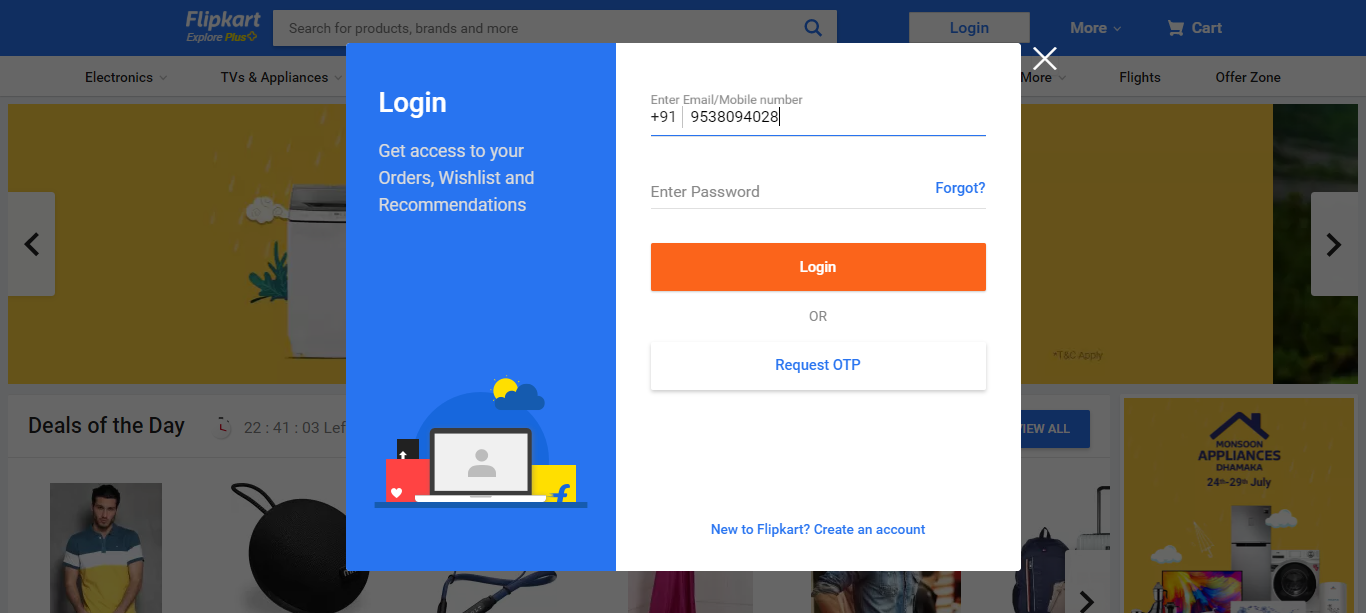 Flipkart
Explore Plus
Search for products, brands and more
Login
More
Cart
Electronics
TVs & Appliances
More
Flights
Offer Zone
Login
Get access to your
Orders, Wishlist and
Recommendations
Enter Email/Mobile number
+91 9538094028
Enter Password
Forgot?
Login
OR
Request OTP
New to Flipkart? Create an account
*T&C Apply
Deals of the Day
22 : 41 : 03 Lef
VIEW ALL
MONSOON
APPLIANCES
DHAMAKA
24th-29th July